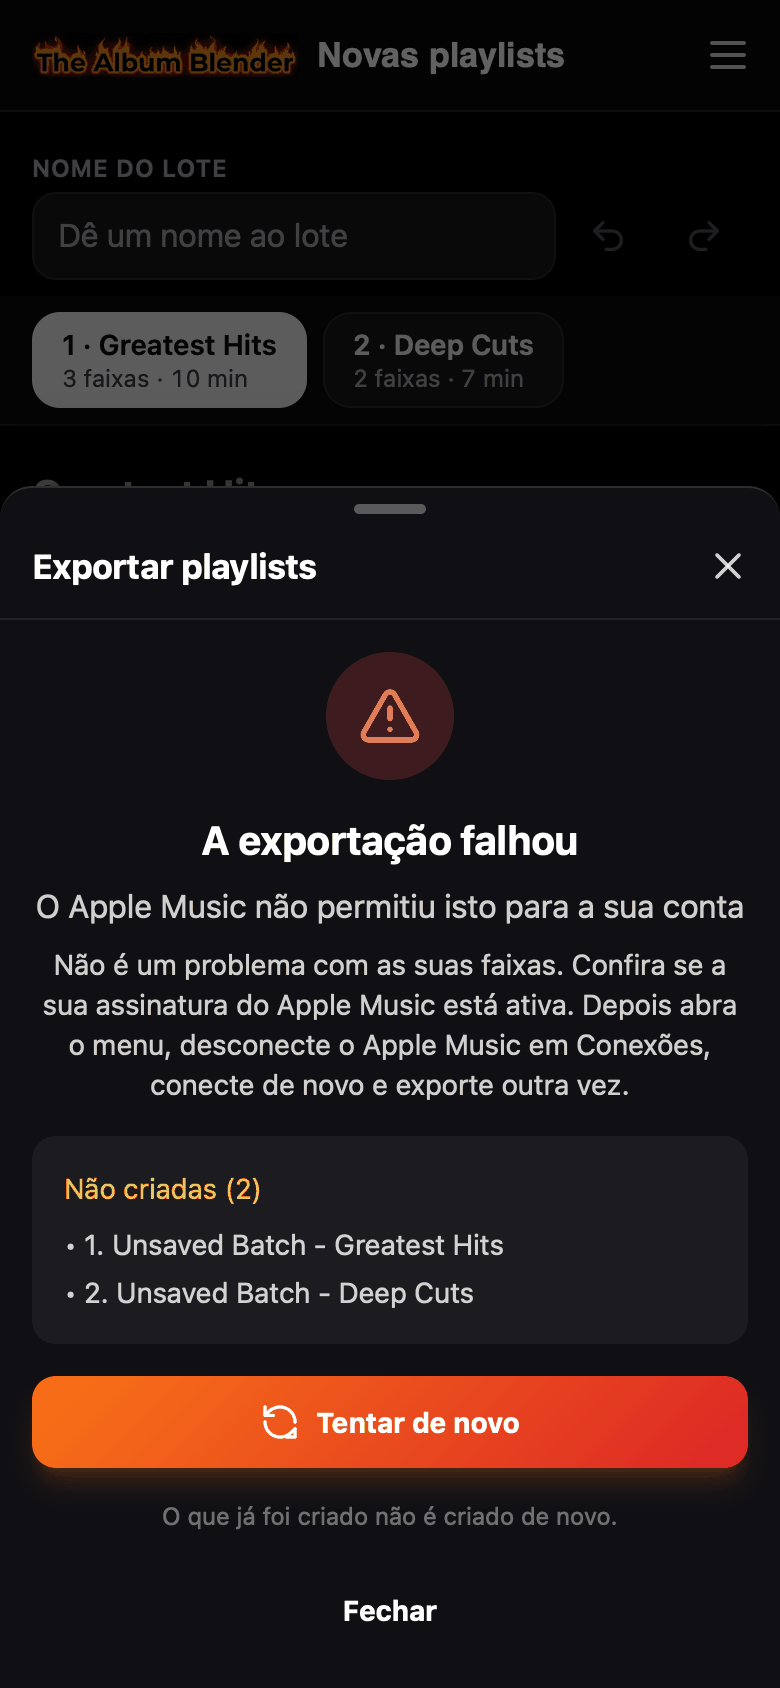 The Album Blender Novas playlists
NOME DO LOTE
Dê um nome ao lote
1 · Greatest Hits
3 faixas · 10 min
2 · Deep Cuts
2 faixas · 7 min
Exportar playlists
A exportação falhou
O Apple Music não permitiu isto para a sua conta
Não é um problema com as suas faixas. Confira se a
sua assinatura do Apple Music está ativa. Depois abra
o menu, desconecte o Apple Music em Conexões,
conecte de novo e exporte outra vez.
Não criadas (2)
• 1. Unsaved Batch - Greatest Hits
• 2. Unsaved Batch - Deep Cuts
Tentar de novo
O que já foi criado não é criado de novo.
Fechar